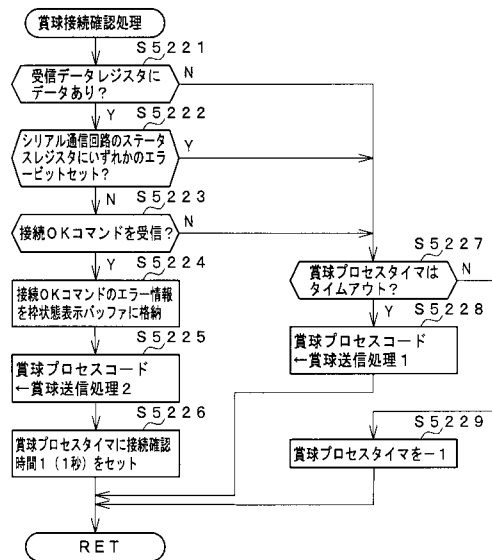 賞球接続確認処理
S5221
受信データレジスタに
データあり?
N
Y
S5222
シリアル通信回路のステータ
スレジスタにいずれかのエラ
ービットセット?
Y
N
S5223
接続OKコマンドを受信?
N
Y
S5224
接続OKコマンドのエラー情報
を枠状態表示バッファに格納
S5225
賞球プロセスコード
←賞球送信処理2
S5226
賞球プロセスタイマに接続確認
時間1(1秒)をセット
S5227
賞球プロセスタイマは
タイムアウト?
N
Y
S5228
賞球プロセスコード
←賞球送信処理1
S5229
賞球プロセスタイマを-1
RET